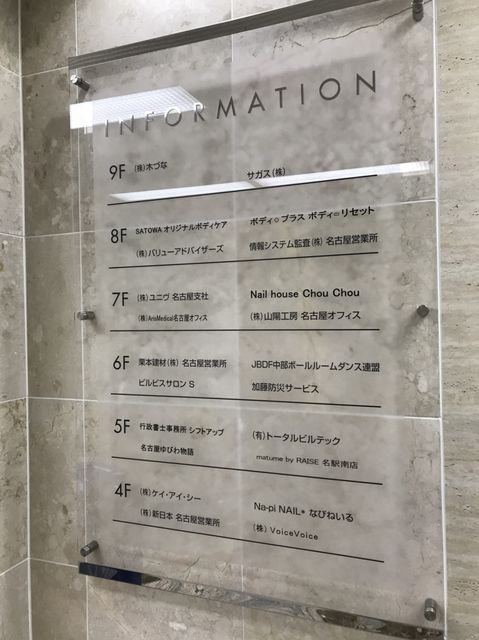 INFORMATION
9F
(株)木づな
サガス(株)
8F
SATOWA オリジナルボディケア
ボディ○プラス ボディ=リセット
(株)バリューアドバイザーズ
情報システム監査(株) 名古屋営業所
7F
(株)ユニヴ 名古屋支社
Nail house Chou Chou
(株)ArisMedical名古屋オフィス
(株)山陽工房 名古屋オフィス
6F
栗本建材(株) 名古屋営業所
JBDF中部ボールルームダンス連盟
ビルビスサロン S
加藤防災サービス
5F
行政書士事務所 シフトアップ
(有)トータルビルテック
名古屋ゆびわ物語
matume by RAISE 名駅南店
4F
(株)ケイ・アイ・シー
Na-pi NAIL* なぴねいる
(株)新日本 名古屋営業所
(株) VoiceVoice